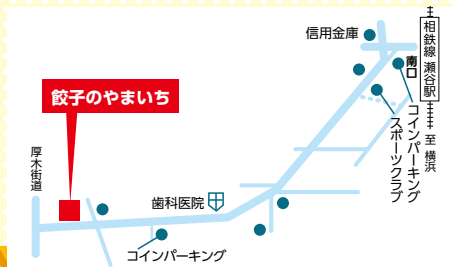 信用金庫
南口
相鉄線 瀬谷駅
至 横浜
コインパーキング
スポーツクラブ
餃子のやまいち
厚木街道
歯科医院
コインパーキング